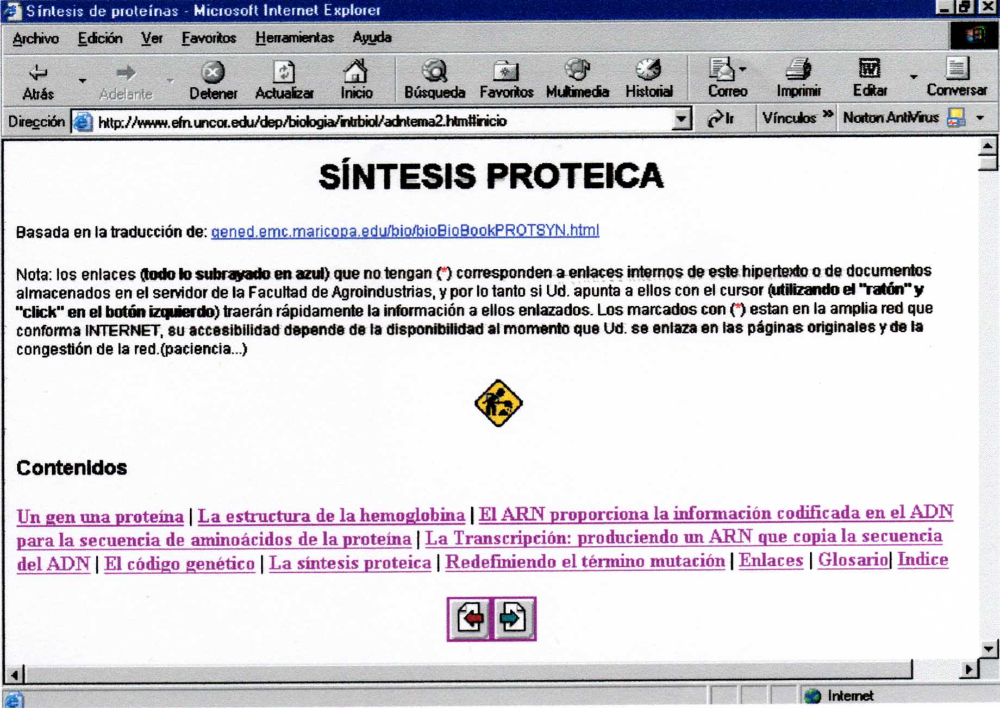 Síntesis de proteínas - Microsoft Internet Explorer
Archivo Edición Ver Favoritos Herramientas Ayuda
Atrás Adelante Detener Actualizar Inicio Búsqueda Favoritos Multimedia Historial Correo Imprimir Editar Conversar
Dirección http://www.efn.uncor.edu/dep/biologia/intrbiol/adntema2.htm#inicio Ir Vínculos » Norton AntiVirus
SÍNTESIS PROTEICA
Basada en la traducción de: gened.emc.maricopa.edu/bio/bioBioBookPROTSYN.html
Nota: los enlaces (todo lo subrayado en azul) que no tengan (*) corresponden a enlaces internos de este hipertexto o de documentos
almacenados en el servidor de la Facultad de Agroindustrias, y por lo tanto si Ud. apunta a ellos con el cursor (utilizando el "ratón" y
"click" en el botón izquierdo) traerán rápidamente la información a ellos enlazados. Los marcados con (*) estan en la amplia red que
conforma INTERNET, su accesibilidad depende de la disponibilidad al momento que Ud. se enlaza en las páginas originales y de la
congestión de la red.(paciencia...)
Contenidos
Un gen una proteína | La estructura de la hemoglobina | El ARN proporciona la información codificada en el ADN
para la secuencia de aminoácidos de la proteína | La Transcripción: produciendo un ARN que copia la secuencia
del ADN | El código genético | La síntesis proteica | Redefiniendo el término mutación | Enlaces | Glosario| Indice
Internet